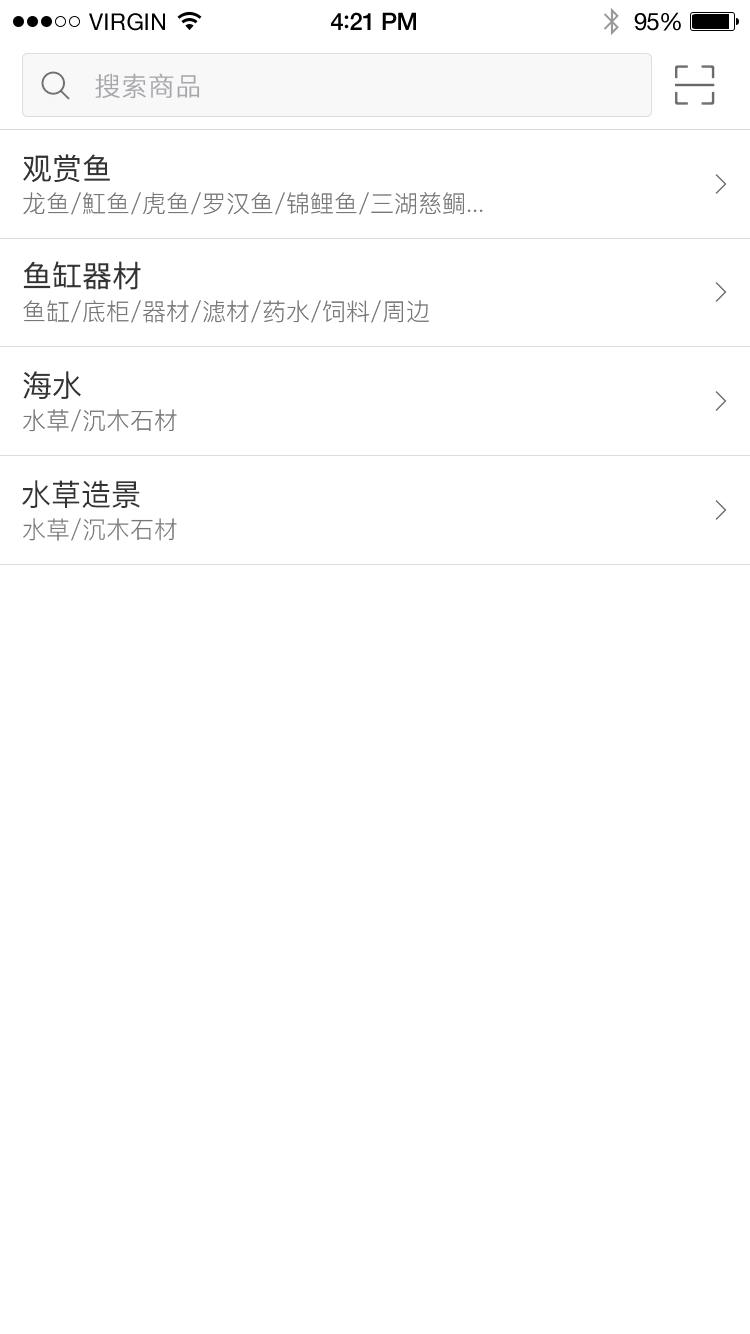 VIRGIN 4:21 PM 95%
搜索商品
观赏鱼
龙鱼/魟鱼/虎鱼/罗汉鱼/锦鲤鱼/三湖慈鲷...
鱼缸器材
鱼缸/底柜/器材/滤材/药水/饲料/周边
海水
水草/沉木石材
水草造景
水草/沉木石材